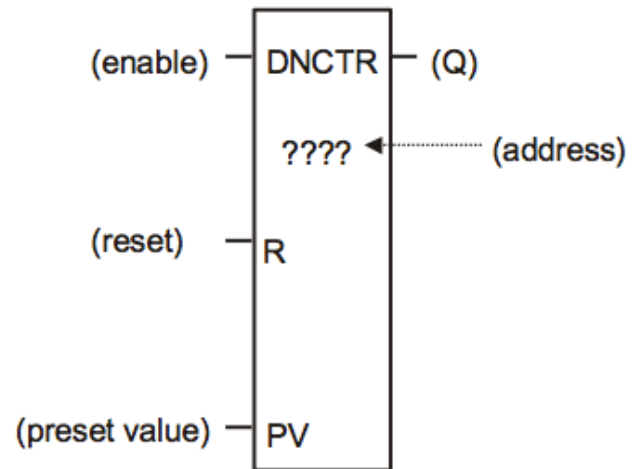 (enable) DNCTR (Q)
???? (address)
(reset) R
(preset value) PV